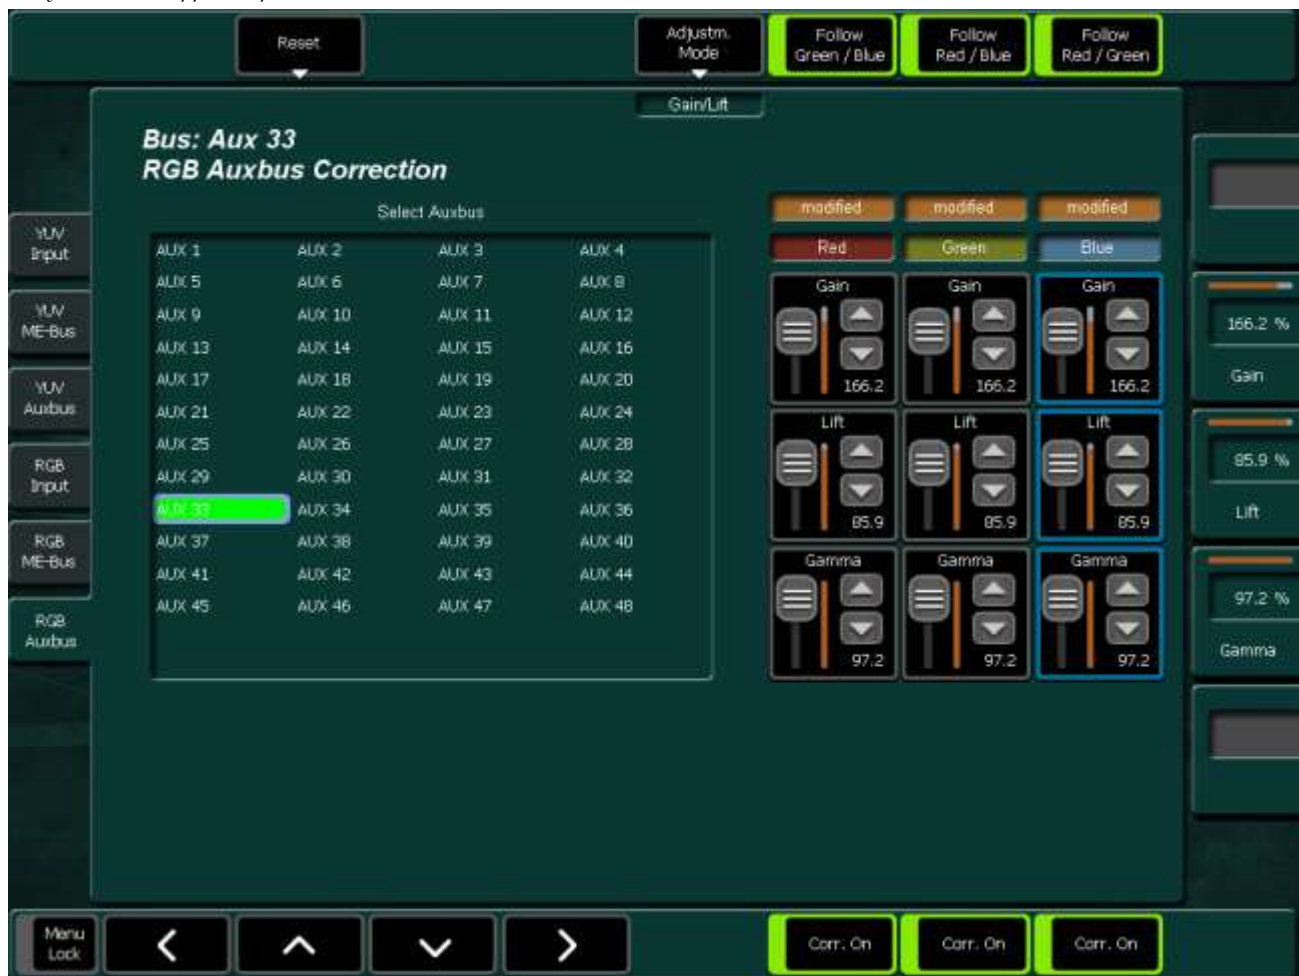 Reset
Adjustm.
Mode
Follow
Green / Blue
Follow
Red / Blue
Follow
Red / Green
Gain/Lift
Bus: Aux 33
RGB Auxbus Correction
Select Auxbus
AUX 1 AUX 2 AUX 3 AUX 4
AUX 5 AUX 6 AUX 7 AUX 8
AUX 9 AUX 10 AUX 11 AUX 12
AUX 13 AUX 14 AUX 15 AUX 16
AUX 17 AUX 18 AUX 19 AUX 20
AUX 21 AUX 22 AUX 23 AUX 24
AUX 25 AUX 26 AUX 27 AUX 28
AUX 29 AUX 30 AUX 31 AUX 32
AUX 33 AUX 34 AUX 35 AUX 36
AUX 37 AUX 38 AUX 39 AUX 40
AUX 41 AUX 42 AUX 43 AUX 44
AUX 45 AUX 46 AUX 47 AUX 48
YUV
Input
YUV
ME-Bus
YUV
Auxbus
RGB
Input
RGB
ME-Bus
RGB
Auxbus
modified modified modified
Red Green Blue
Gain Gain Gain
166.2 166.2 166.2
Lift Lift Lift
85.9 85.9 85.9
Gamma Gamma Gamma
97.2 97.2 97.2
166.2 %
Gain
85.9 %
Lift
97.2 %
Gamma
Menu
Lock
Corr. On Corr. On Corr. On